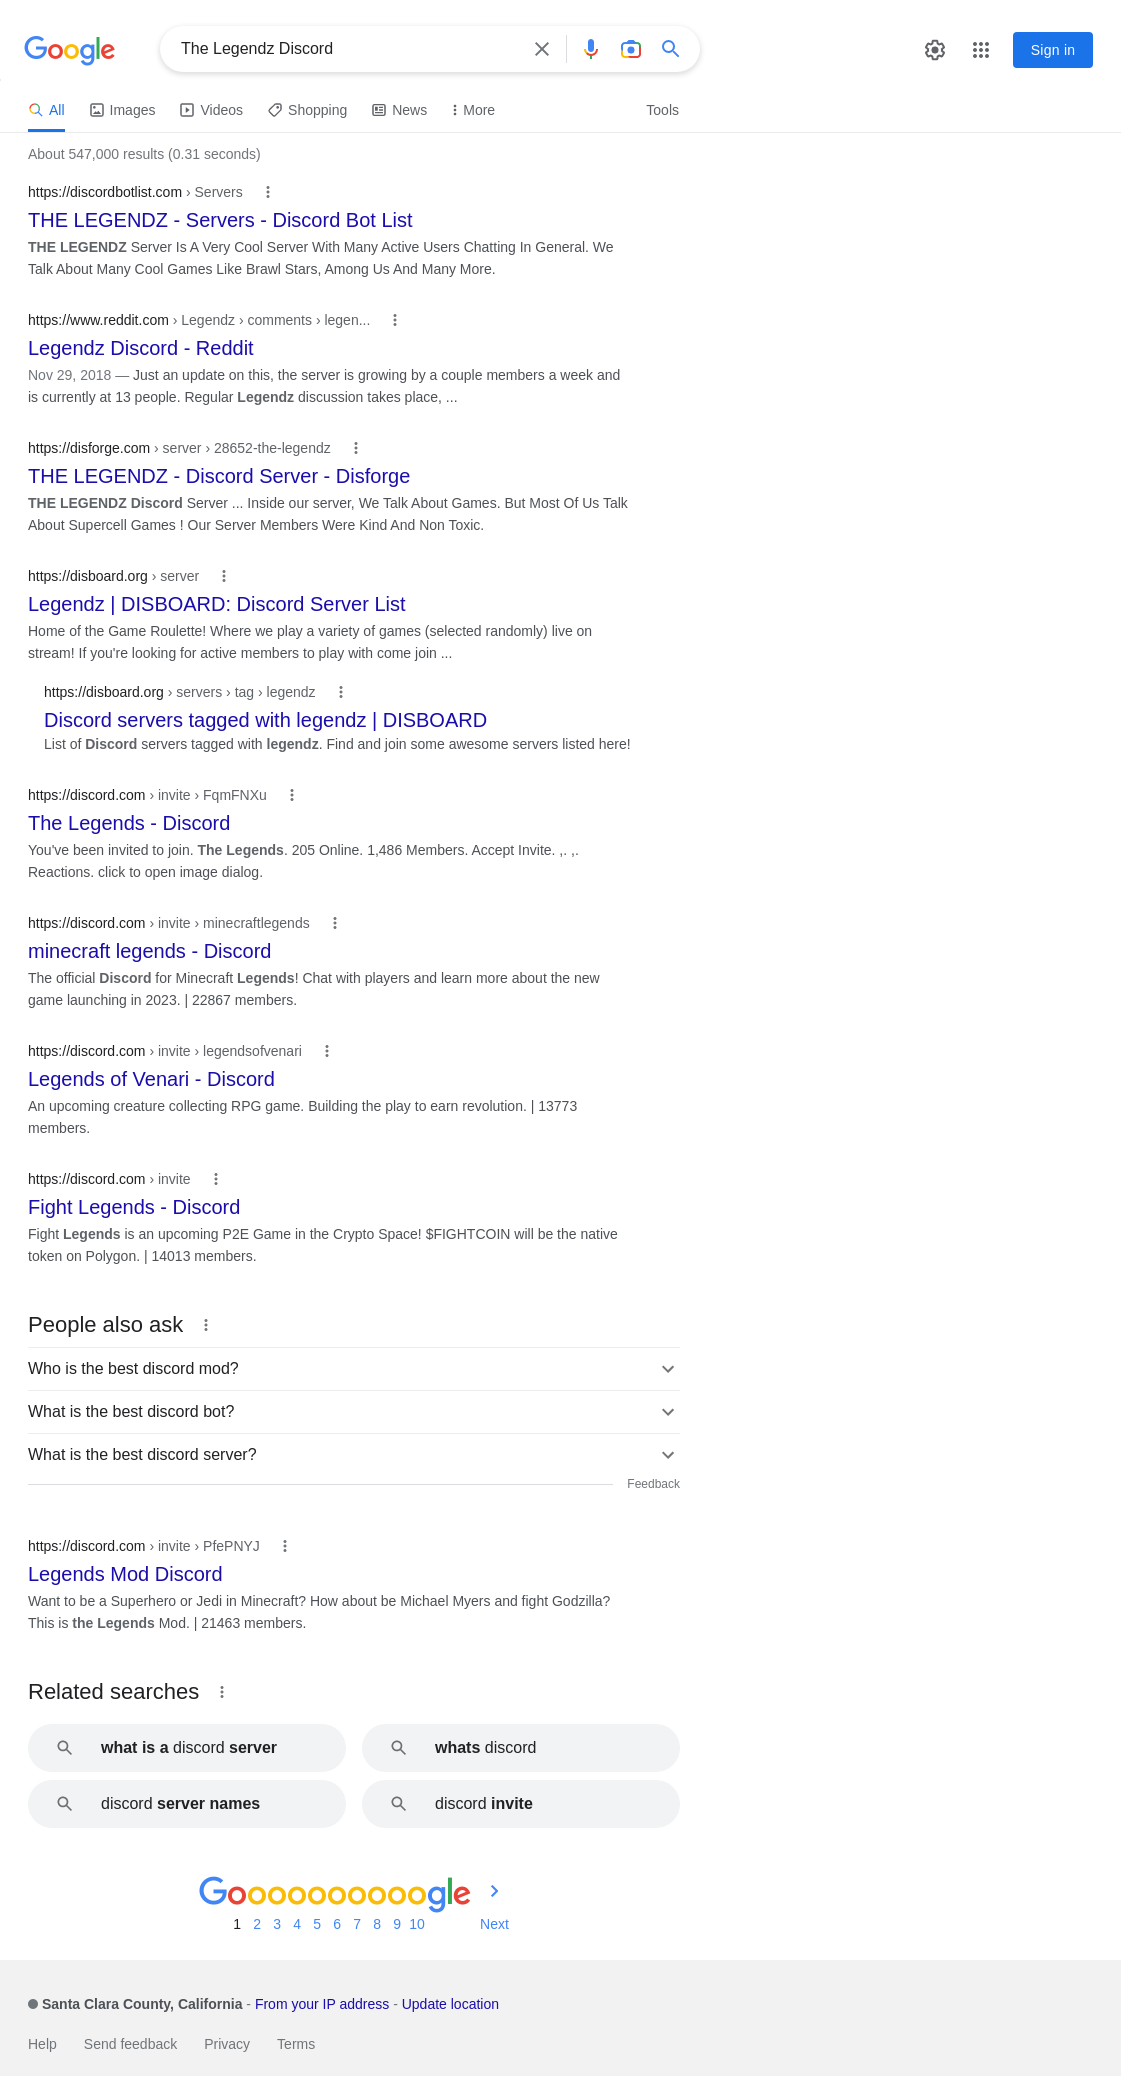 Google
The Legendz Discord
Sign in
All
Images
Videos
Shopping
News
More
Tools
About 547,000 results (0.31 seconds)
https://discordbotlist.com › Servers
THE LEGENDZ - Servers - Discord Bot List
THE LEGENDZ Server Is A Very Cool Server With Many Active Users Chatting In General. We
Talk About Many Cool Games Like Brawl Stars, Among Us And Many More.
https://www.reddit.com › Legendz › comments › legen...
Legendz Discord - Reddit
Nov 29, 2018 — Just an update on this, the server is growing by a couple members a week and
is currently at 13 people. Regular Legendz discussion takes place, ...
https://disforge.com › server › 28652-the-legendz
THE LEGENDZ - Discord Server - Disforge
THE LEGENDZ Discord Server ... Inside our server, We Talk About Games. But Most Of Us Talk
About Supercell Games ! Our Server Members Were Kind And Non Toxic.
https://disboard.org › server
Legendz | DISBOARD: Discord Server List
Home of the Game Roulette! Where we play a variety of games (selected randomly) live on
stream! If you're looking for active members to play with come join ...
https://disboard.org › servers › tag › legendz
Discord servers tagged with legendz | DISBOARD
List of Discord servers tagged with legendz. Find and join some awesome servers listed here!
https://discord.com › invite › FqmFNXu
The Legends - Discord
You've been invited to join. The Legends. 205 Online. 1,486 Members. Accept Invite. ,. ,.
Reactions. click to open image dialog.
https://discord.com › invite › minecraftlegends
minecraft legends - Discord
The official Discord for Minecraft Legends! Chat with players and learn more about the new
game launching in 2023. | 22867 members.
https://discord.com › invite › legendsofvenari
Legends of Venari - Discord
An upcoming creature collecting RPG game. Building the play to earn revolution. | 13773
members.
https://discord.com › invite
Fight Legends - Discord
Fight Legends is an upcoming P2E Game in the Crypto Space! $FIGHTCOIN will be the native
token on Polygon. | 14013 members.
People also ask
Who is the best discord mod?
What is the best discord bot?
What is the best discord server?
Feedback
https://discord.com › invite › PfePNYJ
Legends Mod Discord
Want to be a Superhero or Jedi in Minecraft? How about be Michael Myers and fight Godzilla?
This is the Legends Mod. | 21463 members.
Related searches
what is a discord server
whats discord
discord server names
discord invite
Goooooooooogle
1 2 3 4 5 6 7 8 9 10 Next
Santa Clara County, California - From your IP address - Update location
Help Send feedback Privacy Terms